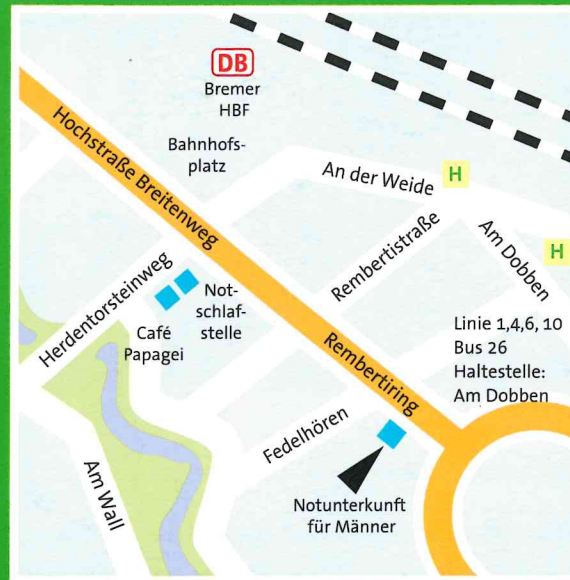 DB
Bremer
HBF
Bahnhofs-
platz
Hochstraße Breitenweg
An der Weide
H
Rembertistraße
Am Dobben
H
Herdentorsteinweg
Not-
schlaf-
stelle
Café
Papagei
Linie 1,4,6, 10
Bus 26
Haltestelle:
Am Dobben
Rembertiring
Fedelhören
Am Wall
Notunterkunft
für Männer